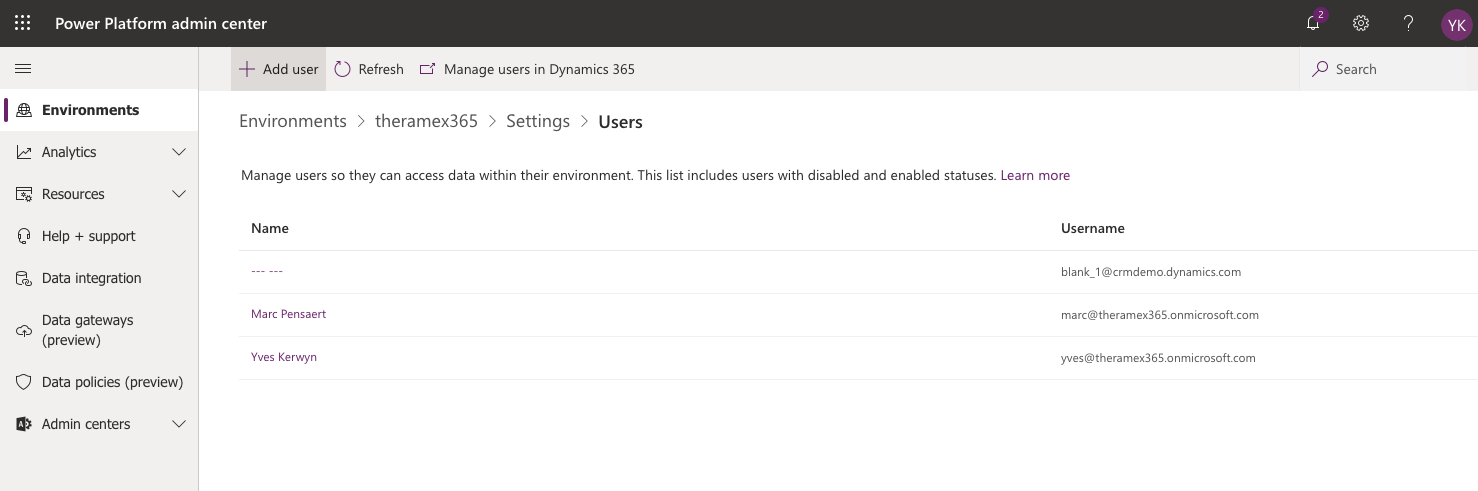 Power Platform admin center
2
YK
Add user
Refresh
Manage users in Dynamics 365
Search
Environments
Analytics
Resources
Help + support
Data integration
Data gateways
(preview)
Data policies (preview)
Admin centers
Environments > theramex365 > Settings > Users
Manage users so they can access data within their environment. This list includes users with disabled and enabled statuses. Learn more
Name Username
--- --- blank_1@crmdemo.dynamics.com
Marc Pensaert marc@theramex365.onmicrosoft.com
Yves Kerwyn yves@theramex365.onmicrosoft.com